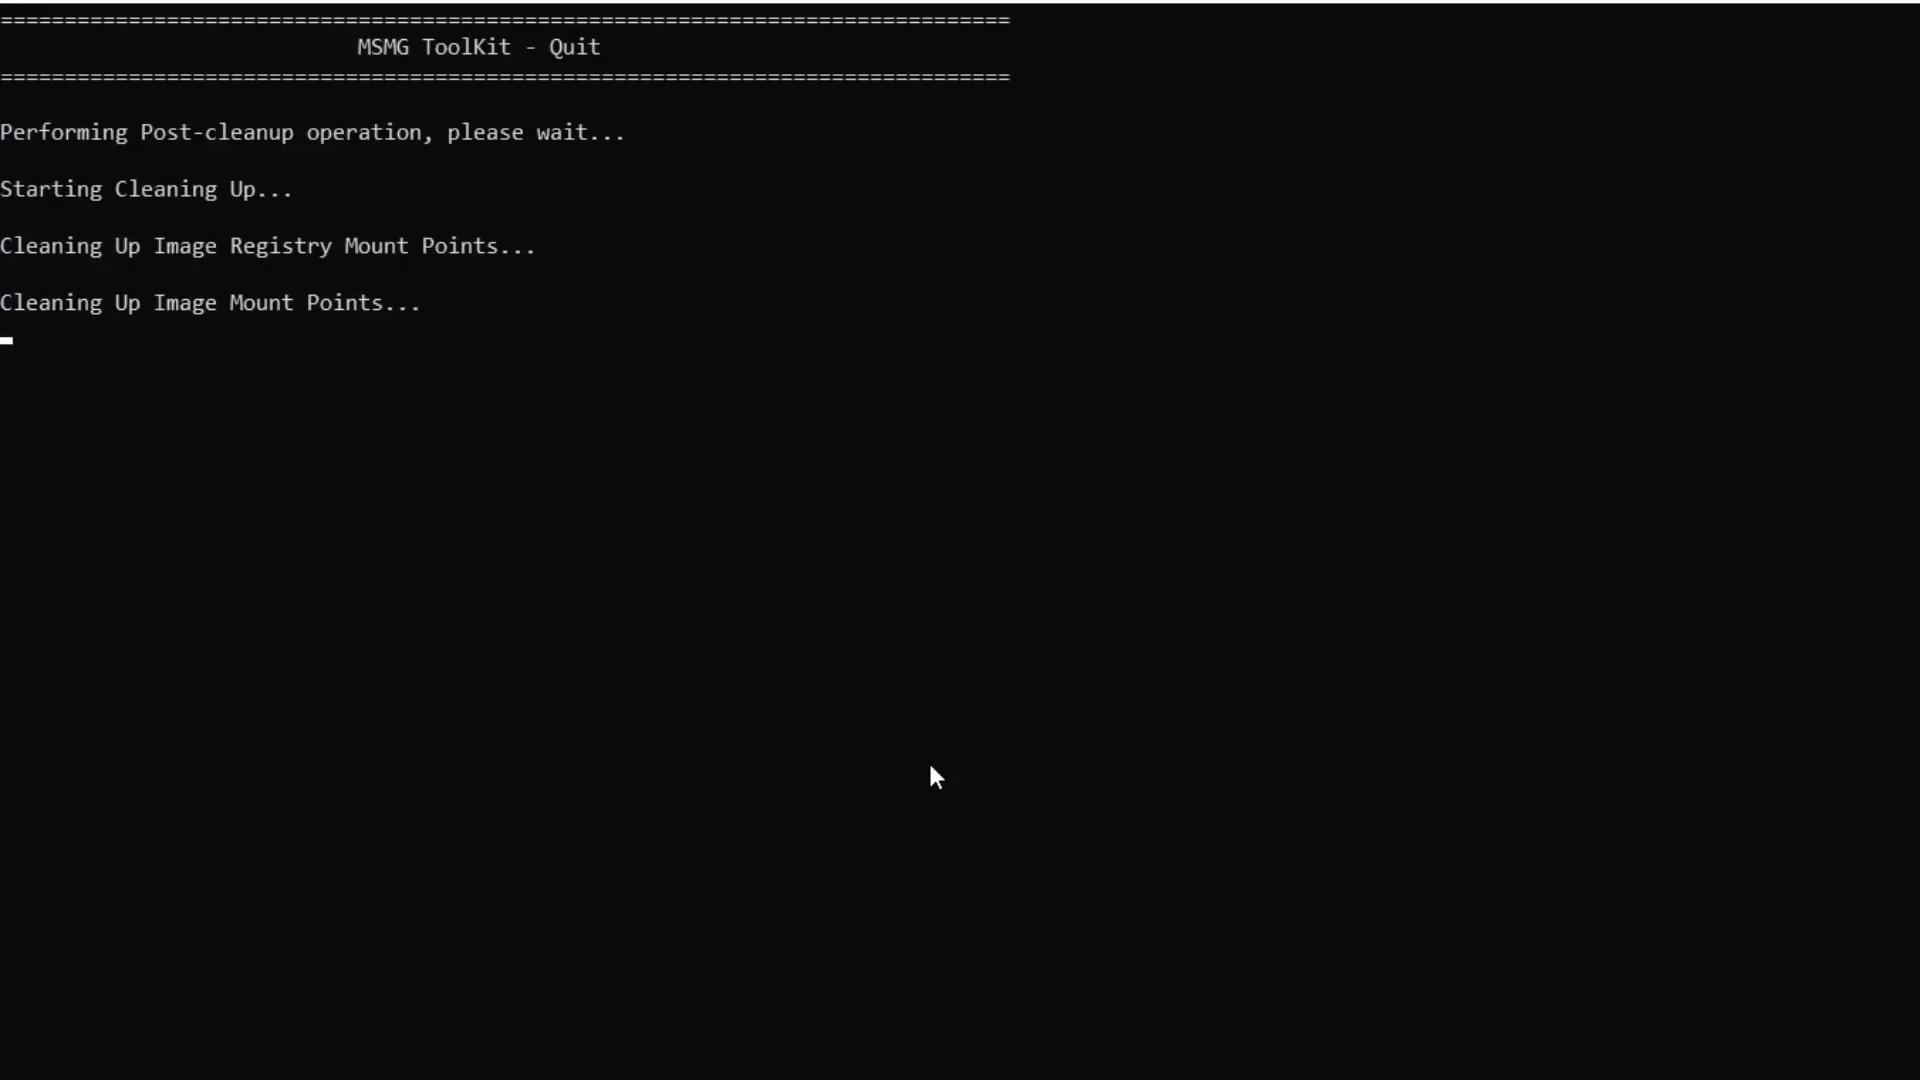 ===============================================================================
MSMG ToolKit - Quit
===============================================================================
Performing Post-cleanup operation, please wait...
Starting Cleaning Up...
Cleaning Up Image Registry Mount Points...
Cleaning Up Image Mount Points...